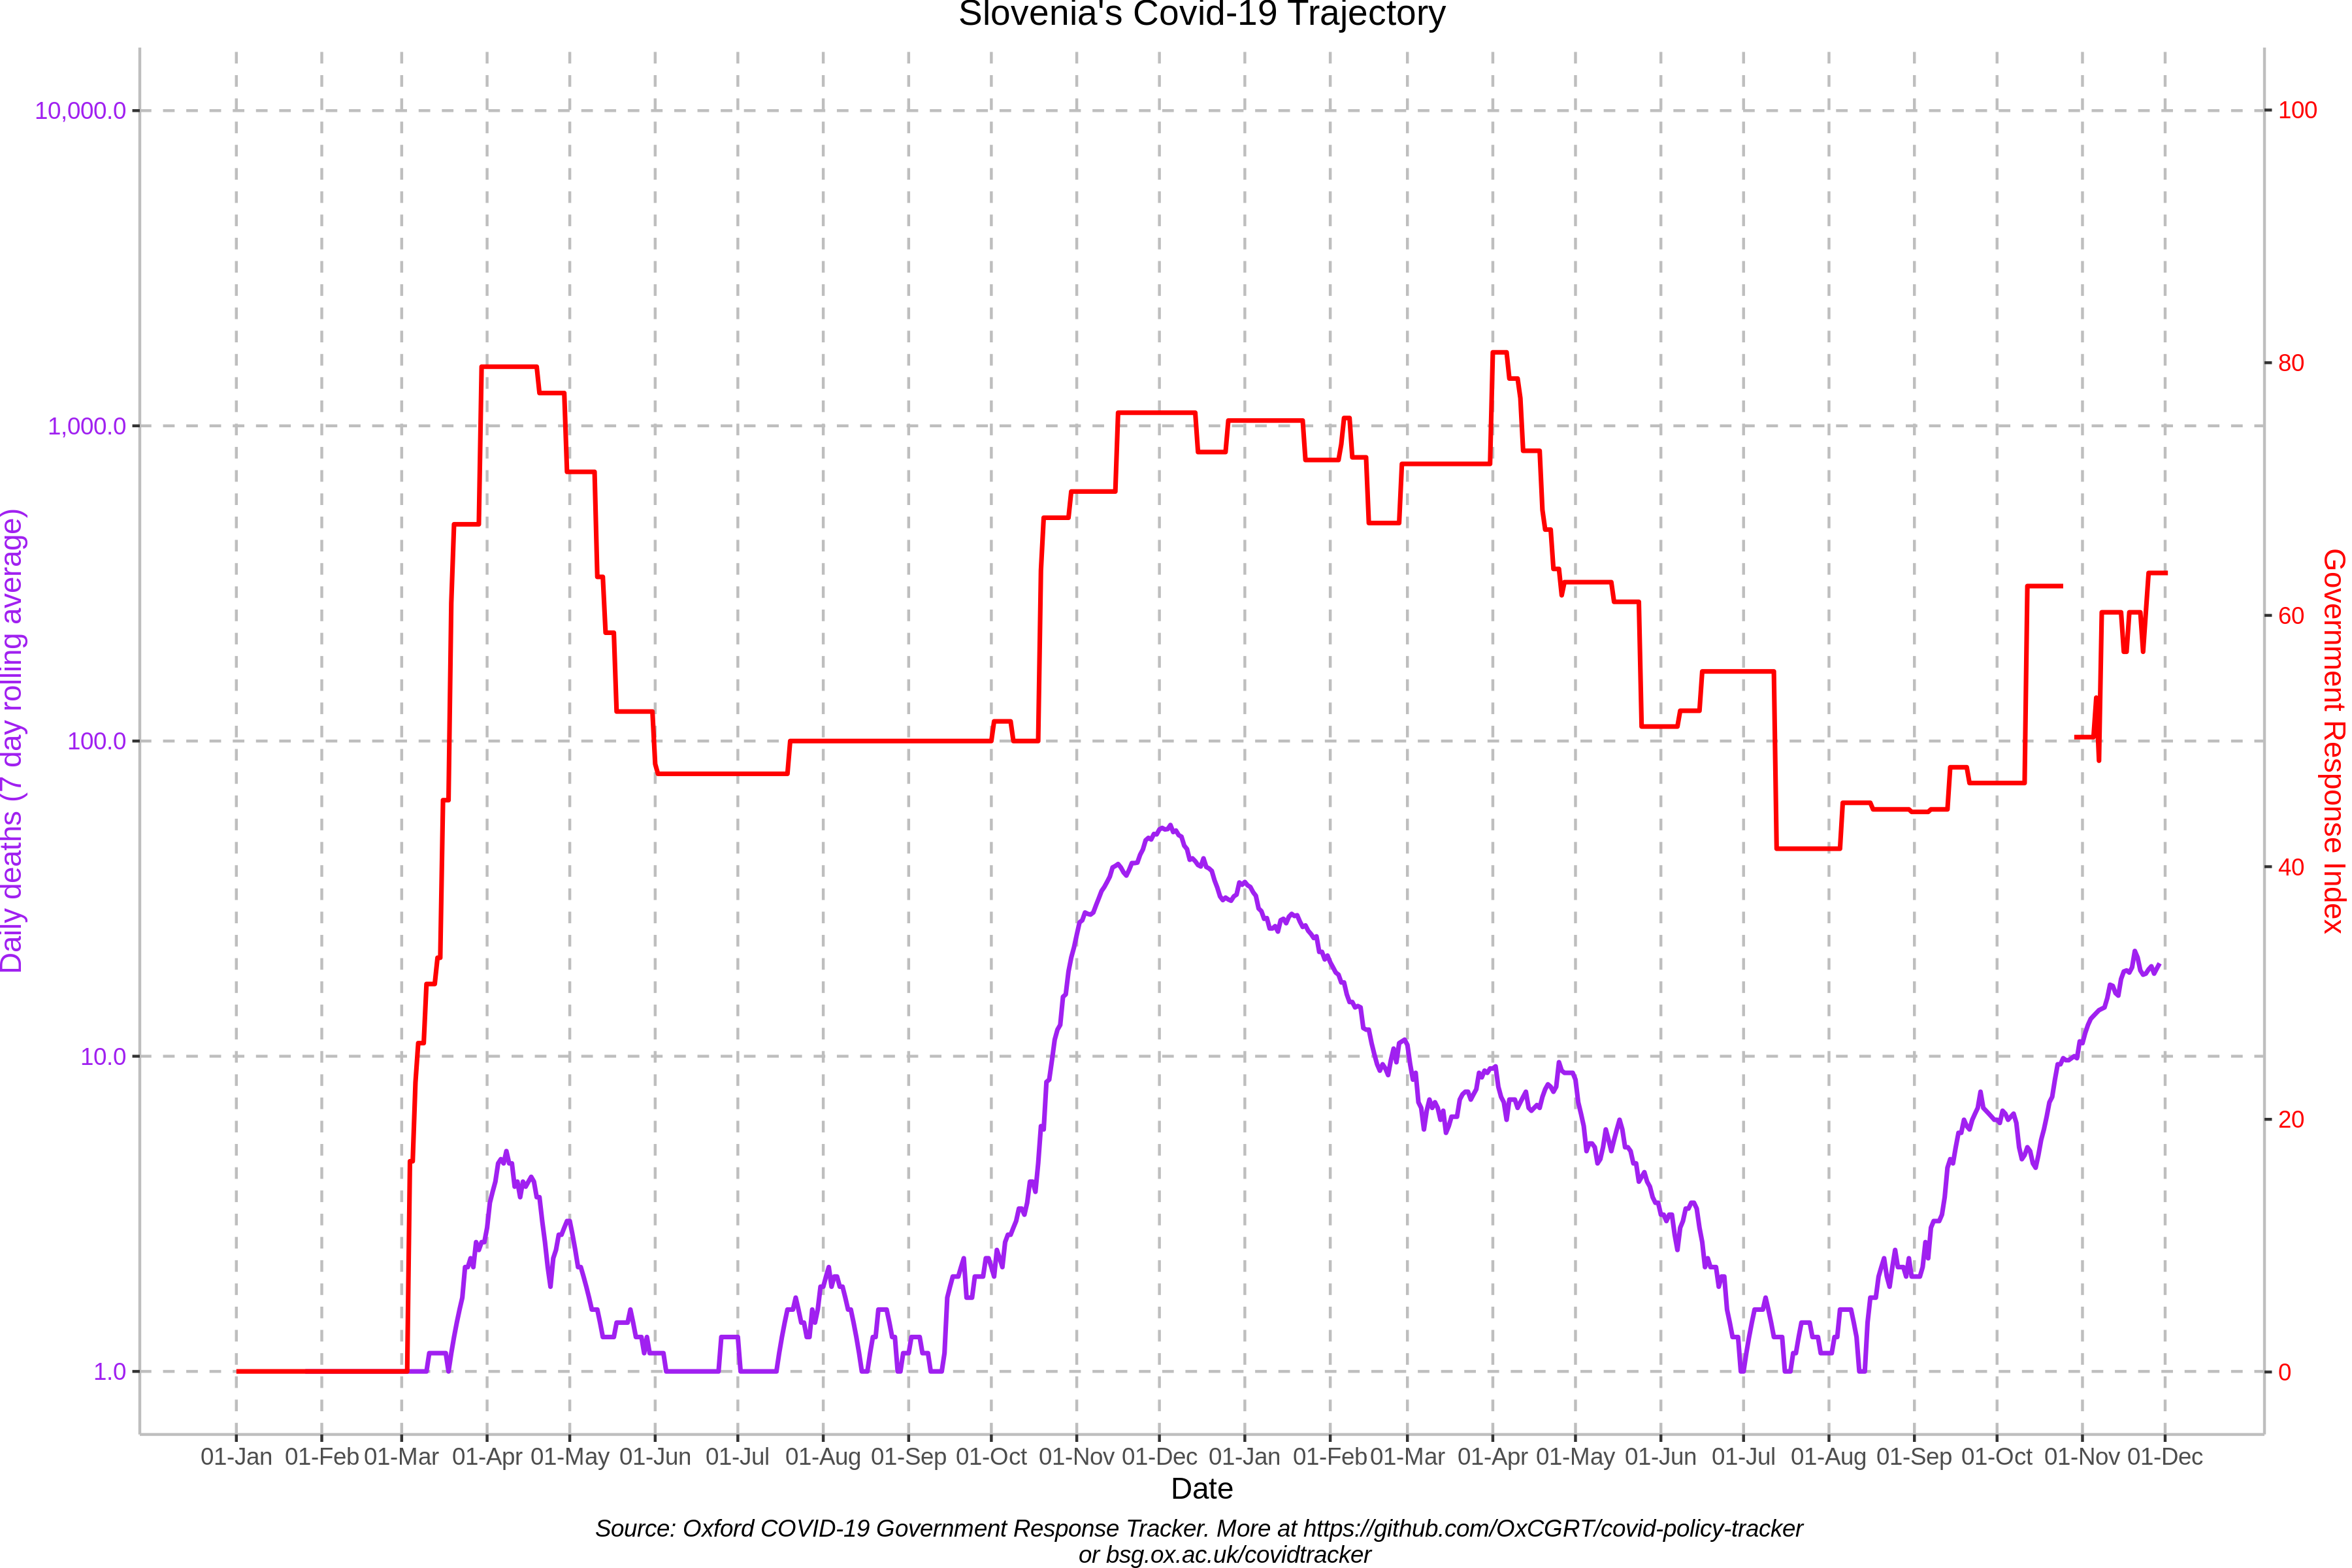 Slovenia's Covid-19 Trajectory
10,000.0
1,000.0
100.0
10.0
1.0
Daily deaths (7 day rolling average)
100
80
60
40
20
0
Government Response Index
01-Jan 01-Feb 01-Mar 01-Apr 01-May 01-Jun 01-Jul 01-Aug 01-Sep 01-Oct 01-Nov 01-Dec 01-Jan 01-Feb 01-Mar 01-Apr 01-May 01-Jun 01-Jul 01-Aug 01-Sep 01-Oct 01-Nov 01-Dec
Date
Source: Oxford COVID-19 Government Response Tracker. More at https://github.com/OxCGRT/covid-policy-tracker
or bsg.ox.ac.uk/covidtracker